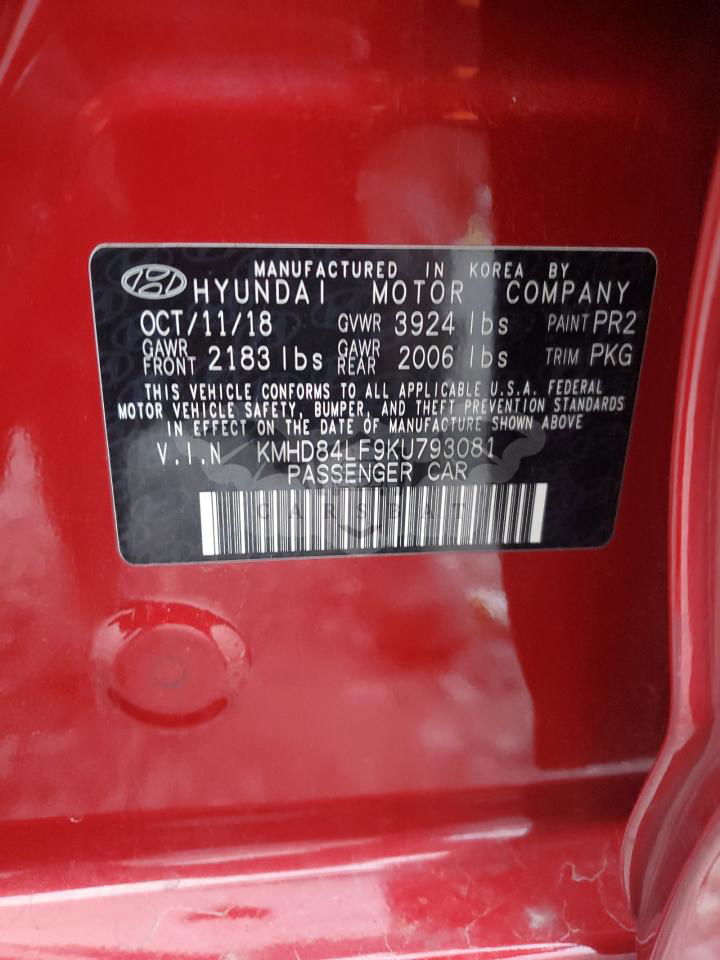 MANUFACTURED IN KOREA BY
HYUNDAI MOTOR COMPANY
OCT/11/18 GVWR 3924 lbs PAINT PR2
GAWR FRONT 2183 lbs GAWR REAR 2006 lbs TRIM PKG
THIS VEHICLE CONFORMS TO ALL APPLICABLE U.S.A. FEDERAL
MOTOR VEHICLE SAFETY, BUMPER, AND THEFT PREVENTION STANDARDS
IN EFFECT ON THE DATE OF MANUFACTURE SHOWN ABOVE
V.I.N KMHD84LF9KU793081
PASSENGER CAR
CARSBAT